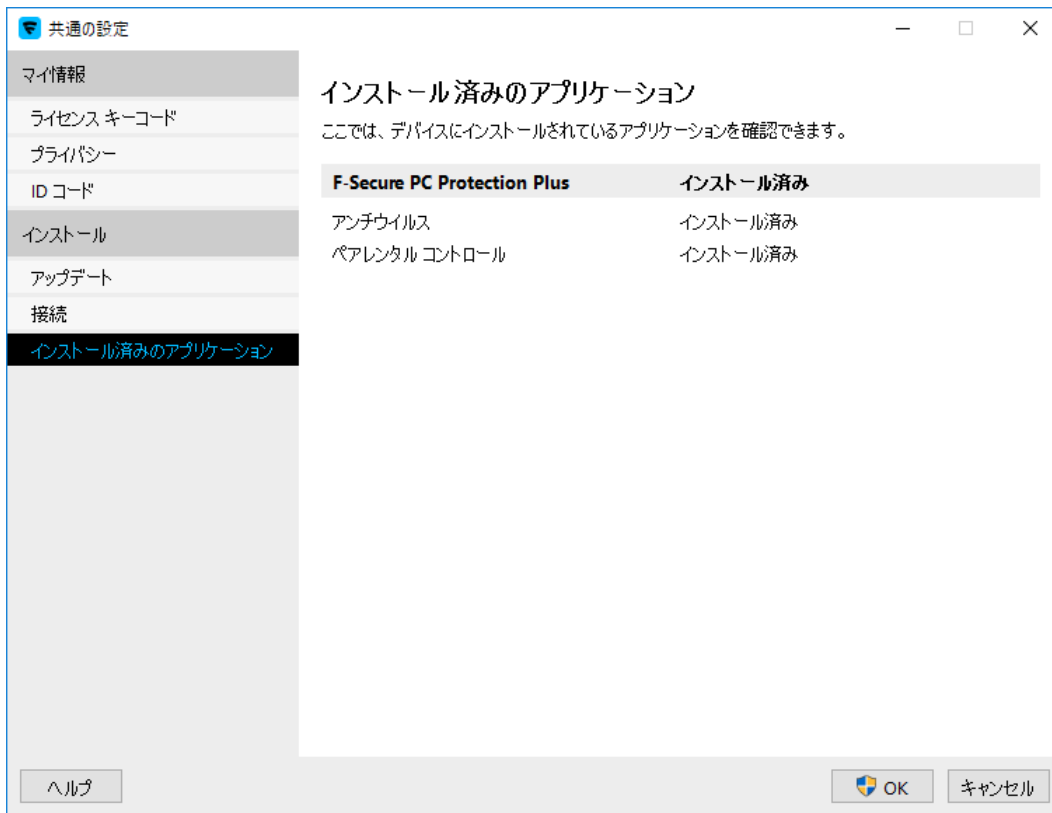 共通の設定
マイ情報
ライセンス キーコード
プライバシー
ID コード
インストール
アップデート
接続
インストール済みのアプリケーション
インストール済みのアプリケーション
ここでは、デバイスにインストールされているアプリケーションを確認できます。
F-Secure PC Protection Plus インストール済み
アンチウイルス インストール済み
ペアレンタル コントロール インストール済み
ヘルプ OK キャンセル